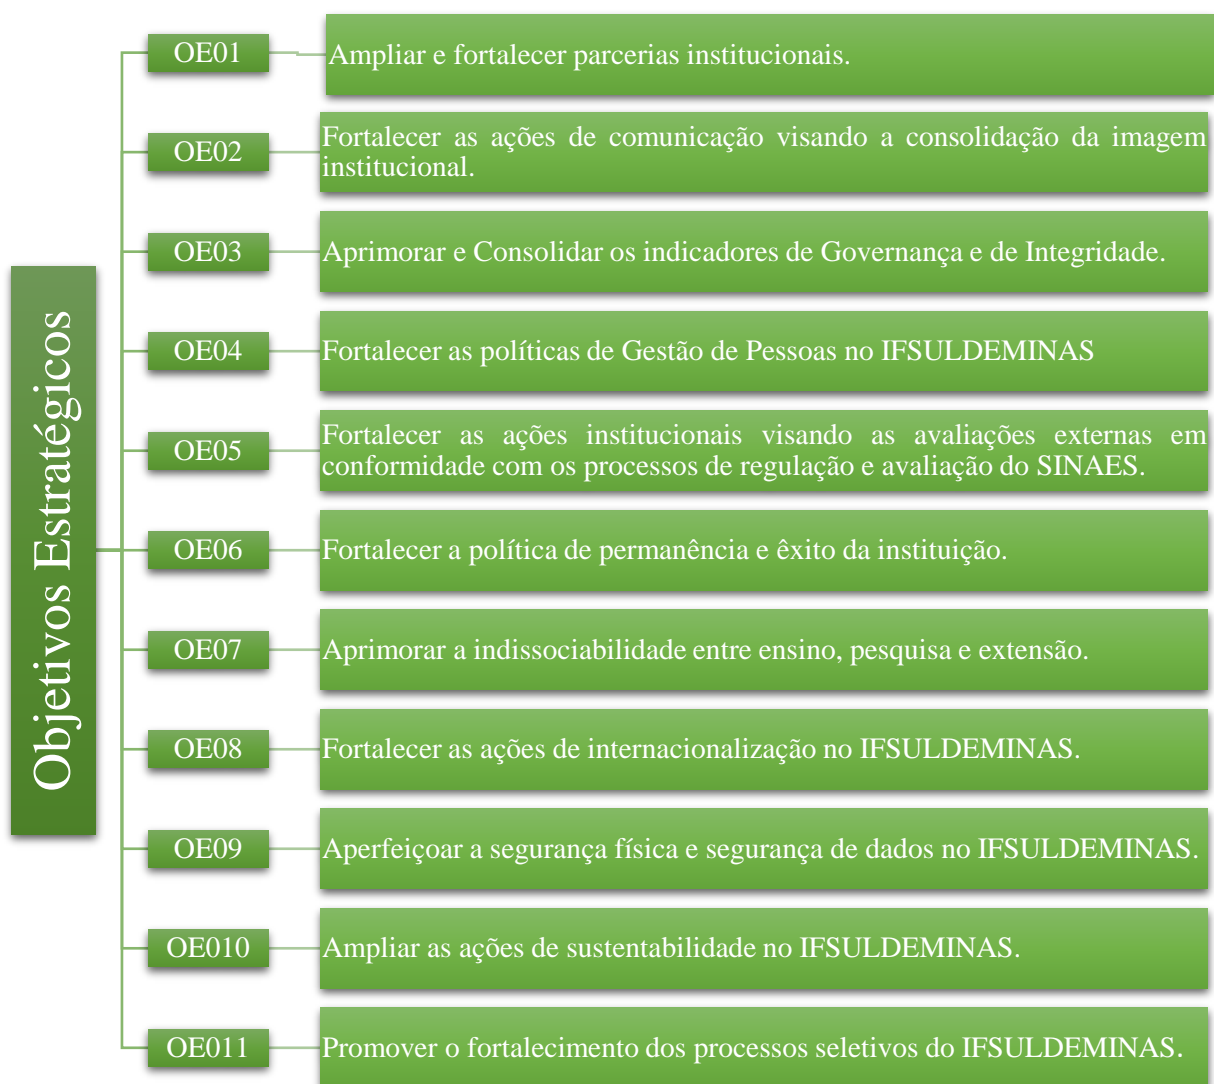 Objetivos Estratégicos
OE01
Ampliar e fortalecer parcerias institucionais.
OE02
Fortalecer as ações de comunicação visando a consolidação da imagem
institucional.
OE03
Aprimorar e Consolidar os indicadores de Governança e de Integridade.
OE04
Fortalecer as políticas de Gestão de Pessoas no IFSULDEMINAS
OE05
Fortalecer as ações institucionais visando as avaliações externas em
conformidade com os processos de regulação e avaliação do SINAES.
OE06
Fortalecer a política de permanência e êxito da instituição.
OE07
Aprimorar a indissociabilidade entre ensino, pesquisa e extensão.
OE08
Fortalecer as ações de internacionalização no IFSULDEMINAS.
OE09
Aperfeiçoar a segurança física e segurança de dados no IFSULDEMINAS.
OE010
Ampliar as ações de sustentabilidade no IFSULDEMINAS.
OE011
Promover o fortalecimento dos processos seletivos do IFSULDEMINAS.